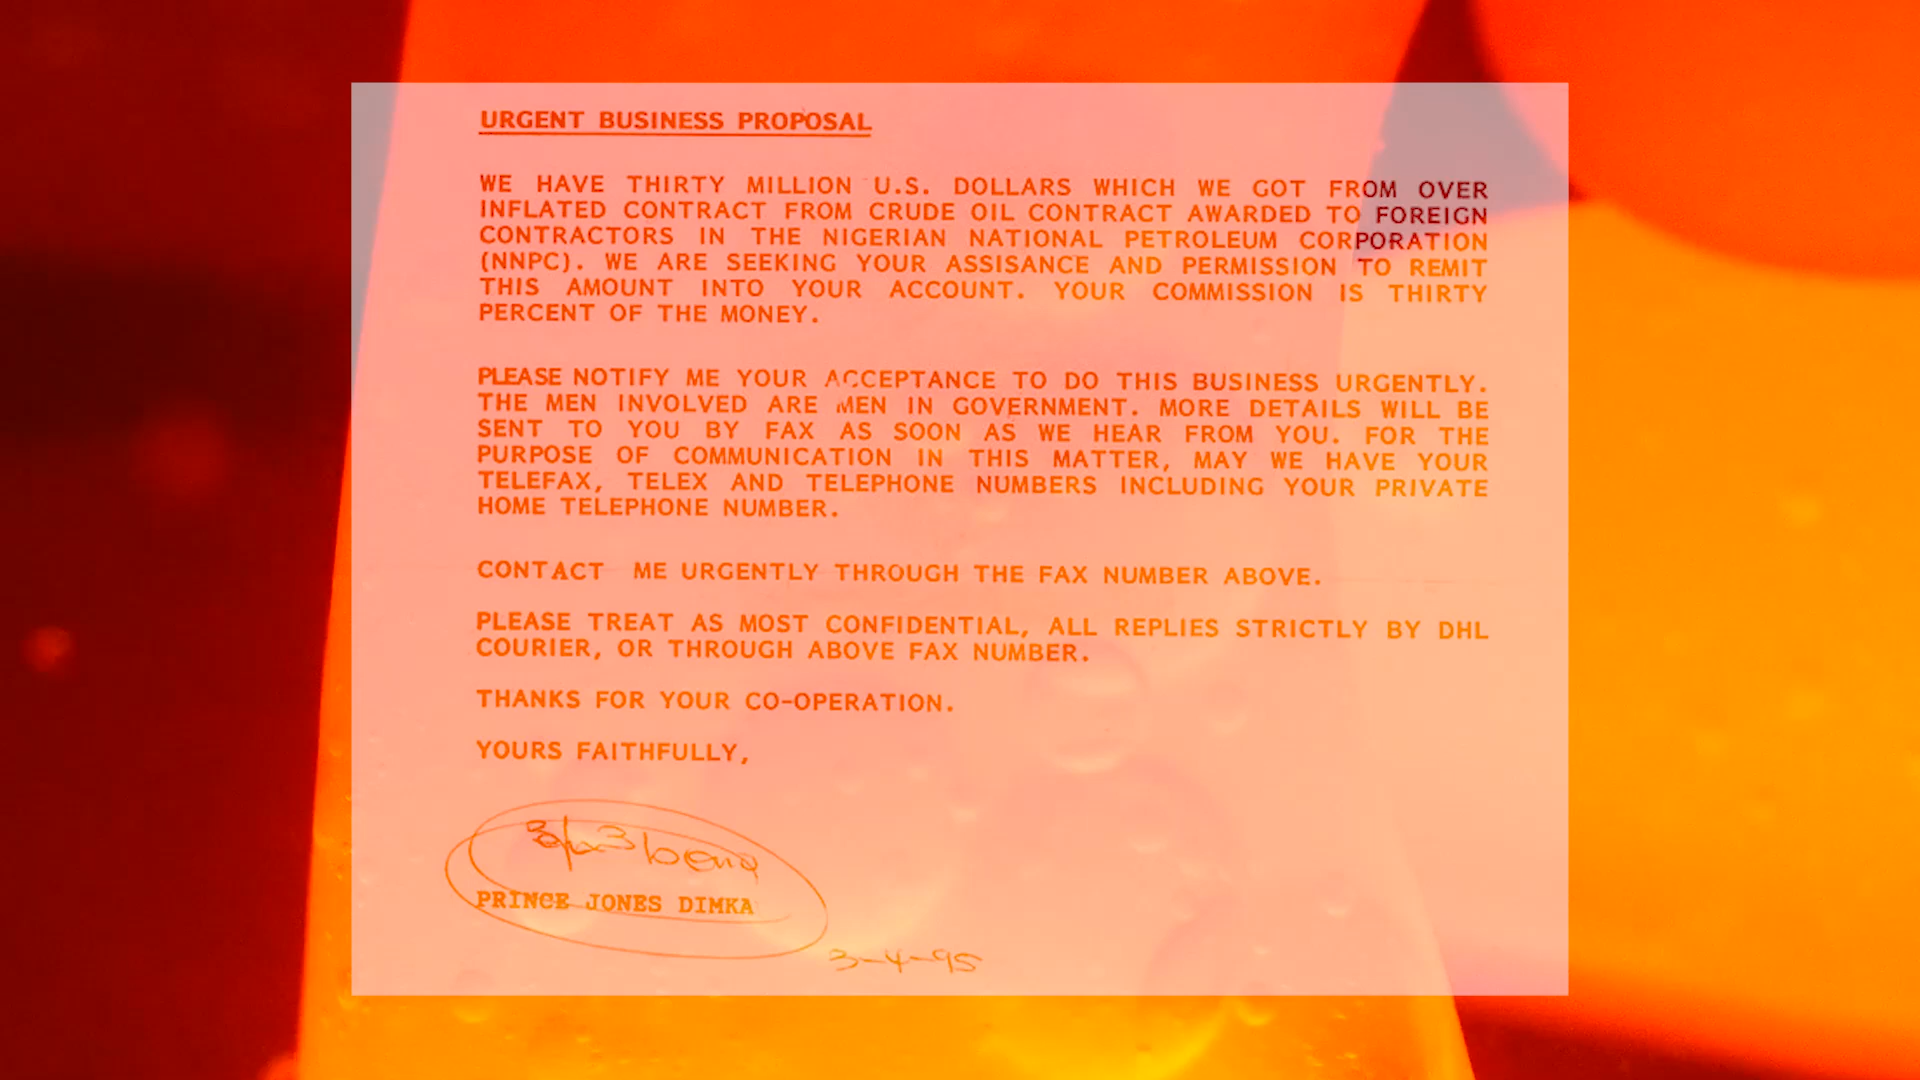 URGENT BUSINESS PROPOSAL
WE HAVE THIRTY MILLION U.S. DOLLARS WHICH WE GOT FROM OVER
INFLATED CONTRACT FROM CRUDE OIL CONTRACT AWARDED TO FOREIGN
CONTRACTORS IN THE NIGERIAN NATIONAL PETROLEUM CORPORATION
(NNPC). WE ARE SEEKING YOUR ASSISANCE AND PERMISSION TO REMIT
THIS AMOUNT INTO YOUR ACCOUNT. YOUR COMMISSION IS THIRTY
PERCENT OF THE MONEY.
PLEASE NOTIFY ME YOUR ACCEPTANCE TO DO THIS BUSINESS URGENTLY.
THE MEN INVOLVED ARE MEN IN GOVERNMENT. MORE DETAILS WILL BE
SENT TO YOU BY FAX AS SOON AS WE HEAR FROM YOU. FOR THE
PURPOSE OF COMMUNICATION IN THIS MATTER, MAY WE HAVE YOUR
TELEFAX, TELEX AND TELEPHONE NUMBERS INCLUDING YOUR PRIVATE
HOME TELEPHONE NUMBER.
CONTACT ME URGENTLY THROUGH THE FAX NUMBER ABOVE.
PLEASE TREAT AS MOST CONFIDENTIAL, ALL REPLIES STRICTLY BY DHL
COURIER, OR THROUGH ABOVE FAX NUMBER.
THANKS FOR YOUR CO-OPERATION.
YOURS FAITHFULLY,
PRINCE JONES DIMKA
3-4-95